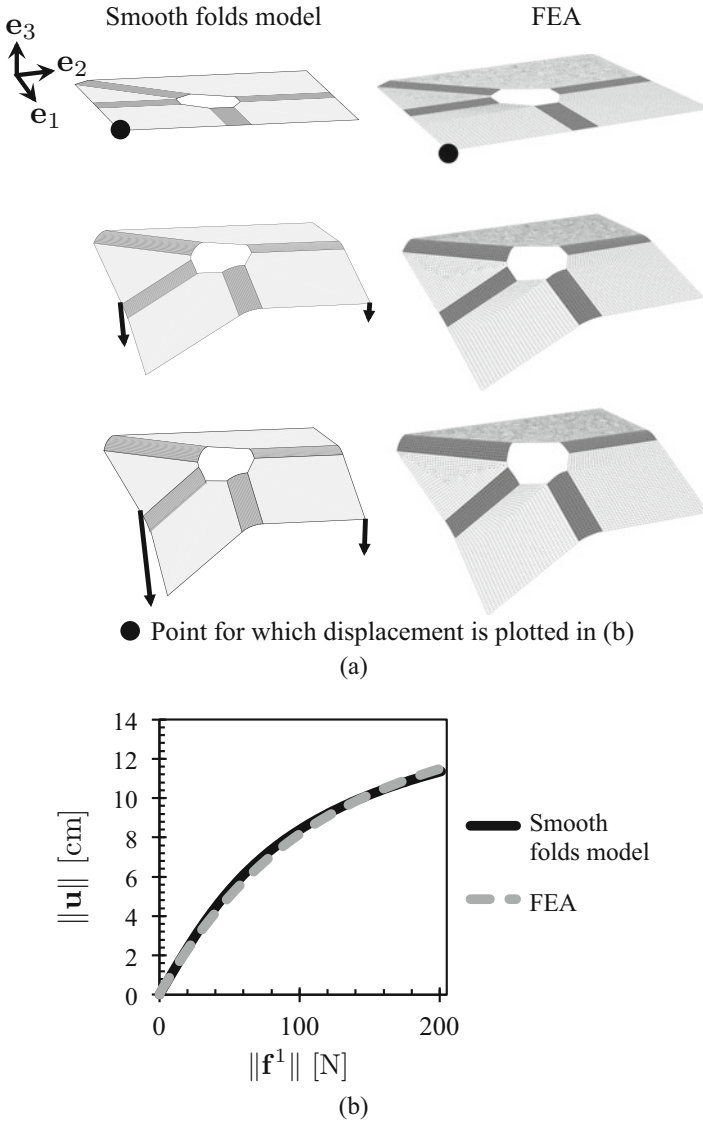 Smooth folds model
FEA
e3
e2
e1
● Point for which displacement is plotted in (b)
(a)
14
12
10
8
6
4
2
0
‖u‖ [cm]
0
100
200
‖f¹‖ [N]
Smooth
folds model
FEA
(b)